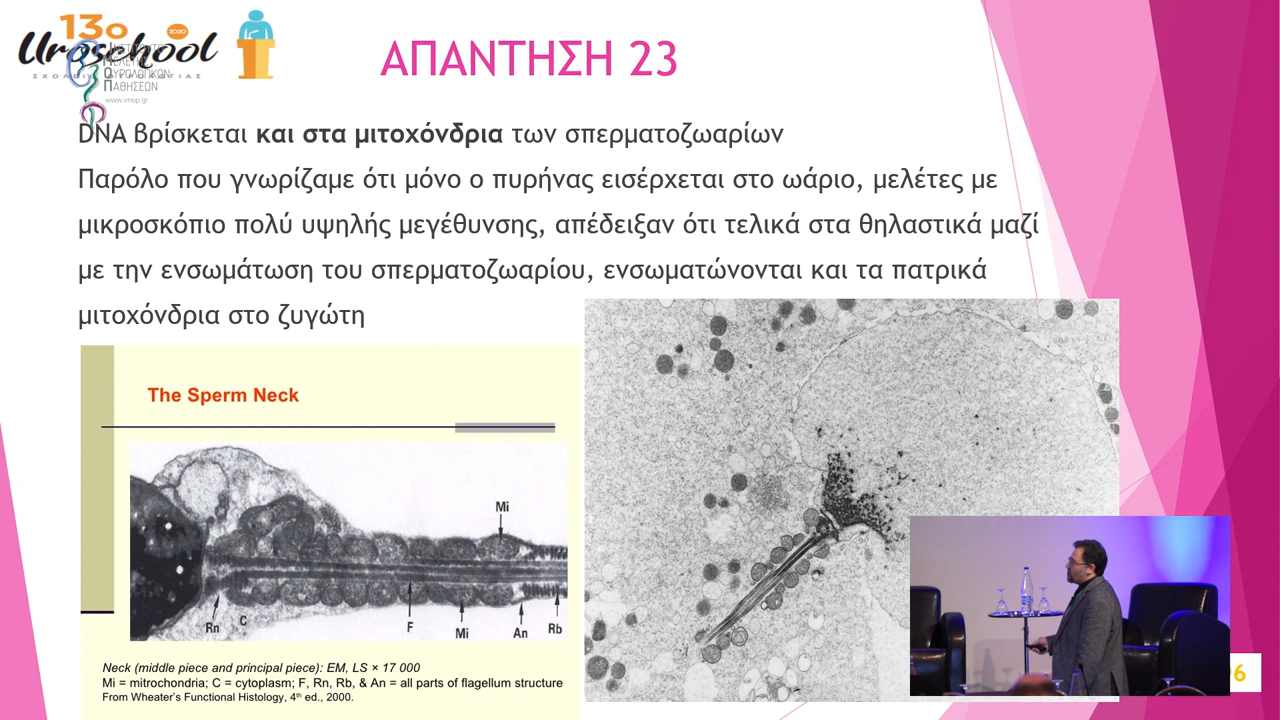 13ο
2020
Uroschool
ΙΝΣΤΙΤΟΥΤΟ
ΜΕΛΕΤΗΣ
ΟΥΡΟΛΟΓΙΚΩΝ
ΠΑΘΗΣΕΩΝ
www.imop.gr
ΑΠΑΝΤΗΣΗ 23
DNA βρίσκεται και στα μιτοχόνδρια των σπερματοζωαρίων
Παρόλο που γνωρίζαμε ότι μόνο ο πυρήνας εισέρχεται στο ωάριο, μελέτες με
μικροσκόπιο πολύ υψηλής μεγέθυνσης, απέδειξαν ότι τελικά στα θηλαστικά μαζί
με την ενσωμάτωση του σπερματοζωαρίου, ενσωματώνονται και τα πατρικά
μιτοχόνδρια στο ζυγώτη
The Sperm Neck
Mi
Rn
C
F
Mi
An
Rb
Neck (middle piece and principal piece): EM, LS × 17 000
Mi = mitrochondria; C = cytoplasm; F, Rn, Rb, & An = all parts of flagellum structure
From Wheater's Functional Histology, 4th ed., 2000.